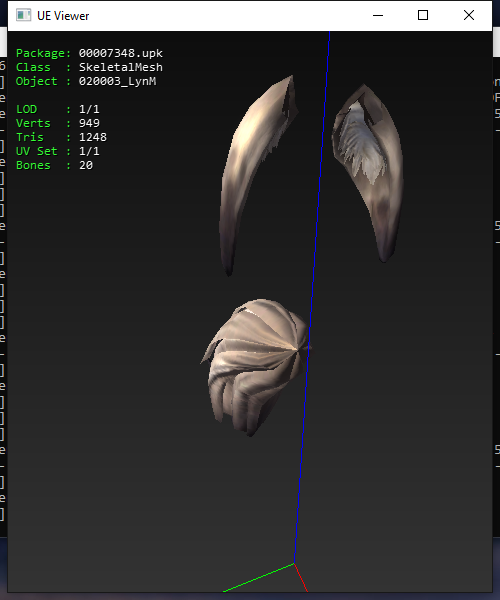 UE Viewer
Package: 00007348.upk
Class : SkeletalMesh
Object : 020003_LynM
LOD : 1/1
Verts : 949
Tris : 1248
UV Set : 1/1
Bones : 20